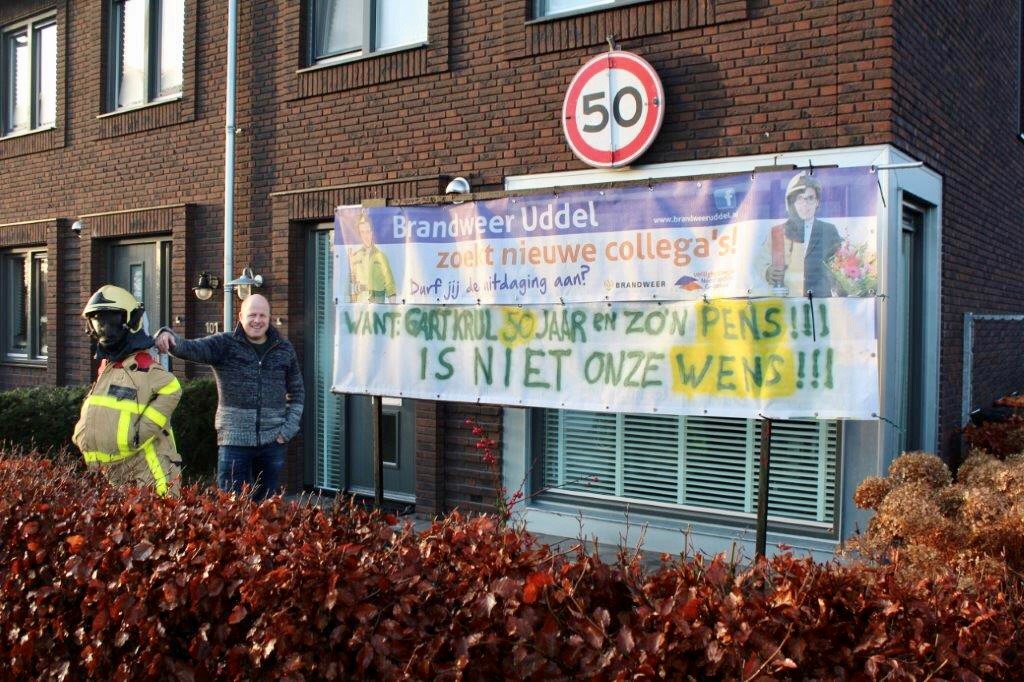 50
Brandweer Uddel
www.brandweeruddel.nl
zoekt nieuwe collega's!
Durf jij de uitdaging aan?
BRANDWEER
WANT: GART KRUL 50 JAAR en ZO'N PENS!!!
IS NIET ONZE WENS!!!
101